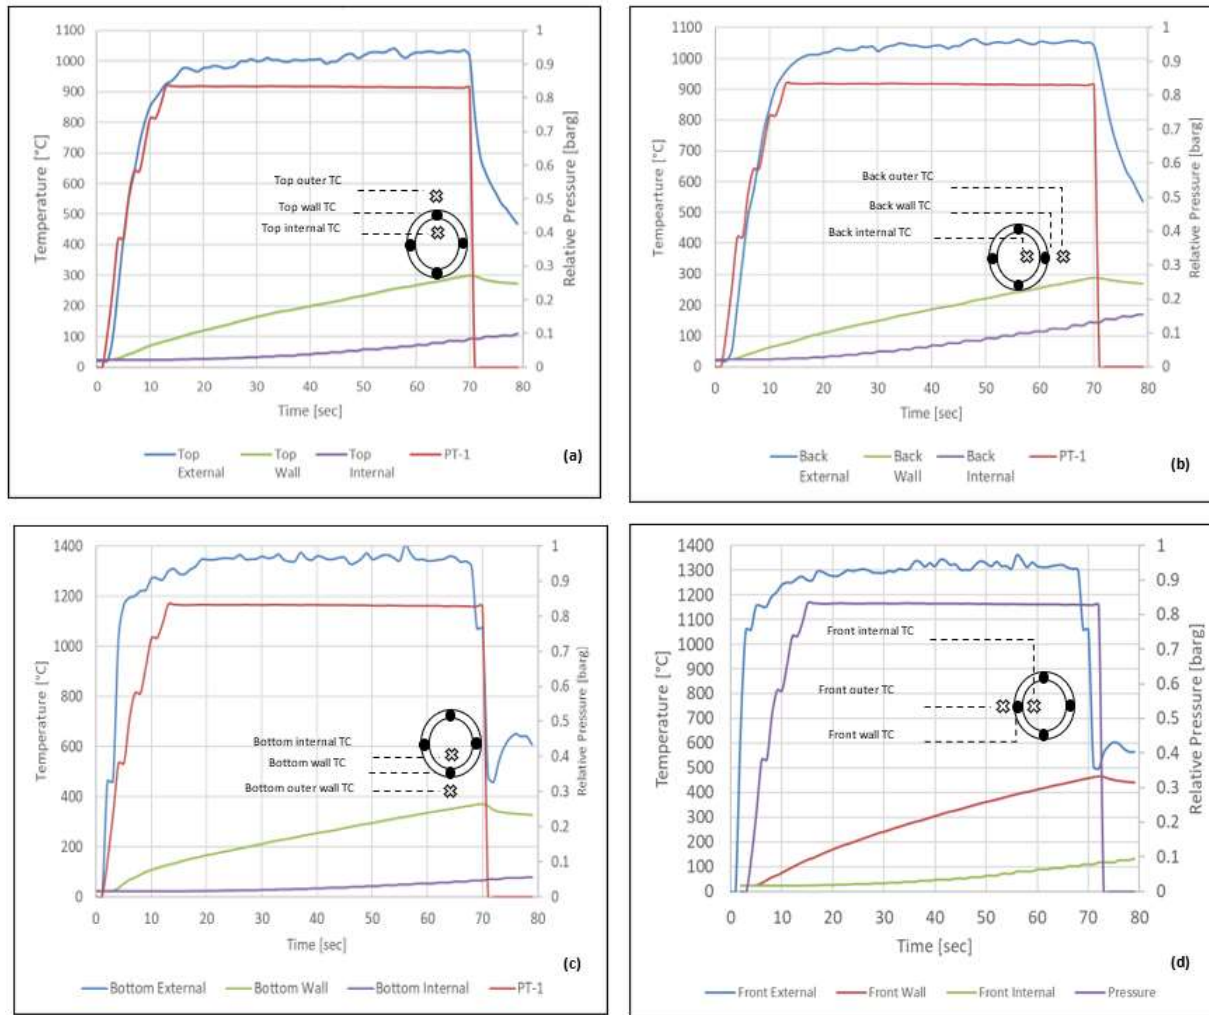 1100
1000
900
800
700
600
500
400
300
200
100
0
Temperature [°C]
1
0.9
0.8
0.7
0.6
0.5
0.4
0.3
0.2
0.1
0
Relative Pressure [barg]
Top outer TC
Top wall TC
Top internal TC
0 10 20 30 40 50 60 70 80
Time [sec]
Top External Top Wall Top Internal PT-1
(a)
1100
1000
900
800
700
600
500
400
300
200
100
0
Tempearture [°C]
1
0.9
0.8
0.7
0.6
0.5
0.4
0.3
0.2
0.1
0
Relative Pressure [barg]
Back outer TC
Back wall TC
Back internal TC
0 10 20 30 40 50 60 70 80
Time [sec]
Back External Back Wall Back Internal PT-1
(b)
1400
1200
1000
800
600
400
200
0
Temperature [°C]
1
0.9
0.8
0.7
0.6
0.5
0.4
0.3
0.2
0.1
0
Relative Pressure [barg]
Bottom internal TC
Bottom wall TC
Bottom outer wall TC
0 10 20 30 40 50 60 70 80
Time [sec]
Bottom External Bottom Wall Bottom Internal PT-1
(c)
1400
1300
1200
1100
1000
900
800
700
600
500
400
300
200
100
0
Temperature [°C]
1
0.9
0.8
0.7
0.6
0.5
0.4
0.3
0.2
0.1
0
Relative Pressure [barg]
Front internal TC
Front outer TC
Front wall TC
0 10 20 30 40 50 60 70 80
Time [sec]
Front External Front Wall Front Internal Pressure
(d)